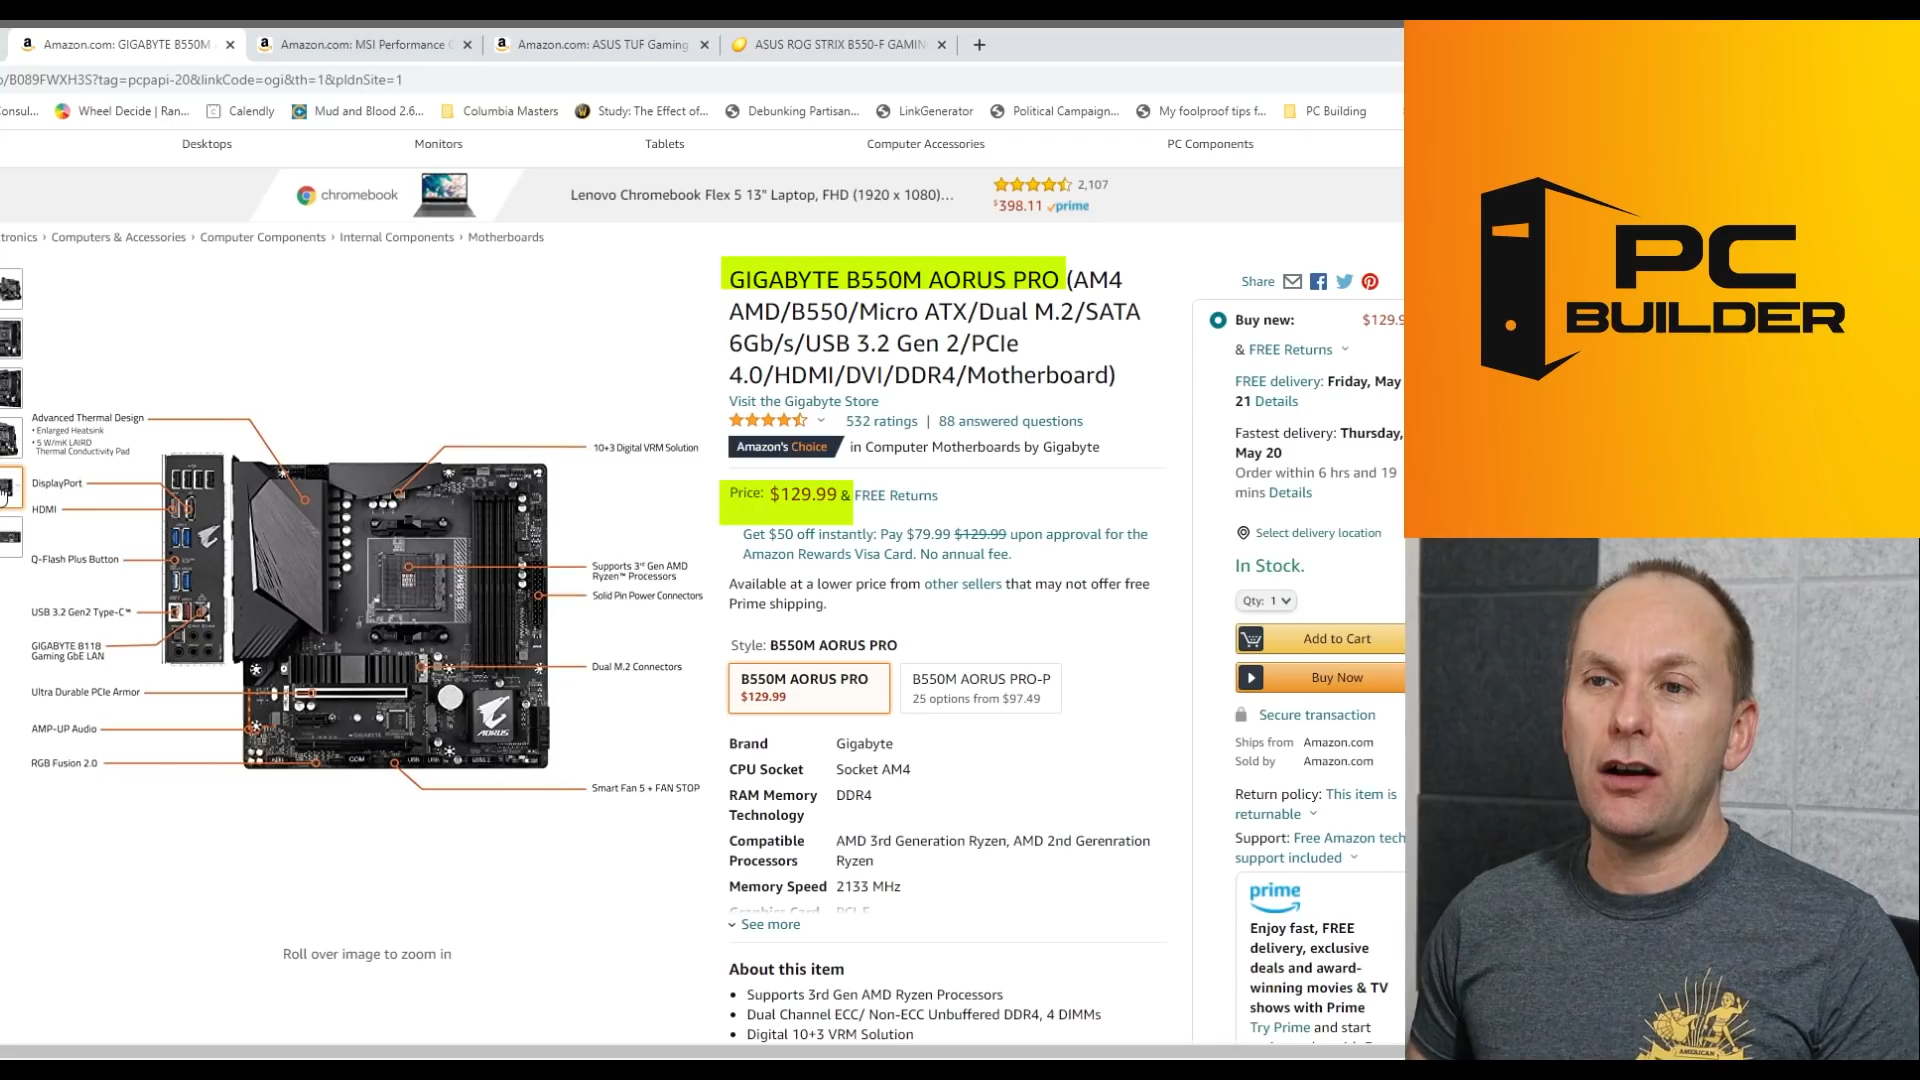 Amazon.com: GIGABYTE B550M
Amazon.com: MSI Performance
Amazon.com: ASUS TUF Gaming
ASUS ROG STRIX B550-F GAMIN
/B089FWXH3S?tag=pcpapi-20&linkCode=ogi&th=1&pldnSite=1
Wheel Decide | Ran...
Calendly
Mud and Blood 2.6...
Columbia Masters
Study: The Effect of...
Debunking Partisan...
LinkGenerator
Political Campaign...
My foolproof tips f...
PC Building
Desktops
Monitors
Tablets
Computer Accessories
PC Components
chromebook
Lenovo Chromebook Flex 5 13" Laptop, FHD (1920 x 1080)...
2,107
$398.11 prime
tronics › Computers & Accessories › Computer Components › Internal Components › Motherboards
GIGABYTE B550M AORUS PRO (AM4
AMD/B550/Micro ATX/Dual M.2/SATA
6Gb/s/USB 3.2 Gen 2/PCIe
4.0/HDMI/DVI/DDR4/Motherboard)
Visit the Gigabyte Store
532 ratings | 88 answered questions
Amazon's Choice in Computer Motherboards by Gigabyte
Price: $129.99 & FREE Returns
Get $50 off instantly: Pay $79.99 $129.99 upon approval for the
Amazon Rewards Visa Card. No annual fee.
Available at a lower price from other sellers that may not offer free
Prime shipping.
Style: B550M AORUS PRO
B550M AORUS PRO
$129.99
B550M AORUS PRO-P
25 options from $97.49
Brand Gigabyte
CPU Socket Socket AM4
RAM Memory Technology DDR4
Compatible Processors AMD 3rd Generation Ryzen, AMD 2nd Gerenration Ryzen
Memory Speed 2133 MHz
See more
About this item
• Supports 3rd Gen AMD Ryzen Processors
• Dual Channel ECC/ Non-ECC Unbuffered DDR4, 4 DIMMs
• Digital 10+3 VRM Solution
Advanced Thermal Design
• Enlarged Heatsink
• 5 W/mK LAIRD
Thermal Conductivity Pad
DisplayPort
HDMI
Q-Flash Plus Button
USB 3.2 Gen2 Type-C™
GIGABYTE 8118
Gaming GbE LAN
Ultra Durable PCIe Armor
AMP-UP Audio
RGB Fusion 2.0
10+3 Digital VRM Solution
Supports 3rd Gen AMD
Ryzen™ Processors
Solid Pin Power Connectors
Dual M.2 Connectors
Smart Fan 5 + FAN STOP
B550M
AORUS
Roll over image to zoom in
Share
Buy new: $129.9
& FREE Returns
FREE delivery: Friday, May
21 Details
Fastest delivery: Thursday,
May 20
Order within 6 hrs and 19
mins Details
Select delivery location
In Stock.
Qty: 1
Add to Cart
Buy Now
Secure transaction
Ships from Amazon.com
Sold by Amazon.com
Return policy: This item is
returnable
Support: Free Amazon tech
support included
prime
Enjoy fast, FREE
delivery, exclusive
deals and award-
winning movies & TV
shows with Prime
Try Prime and start
PC
BUILDER
AMERICAN